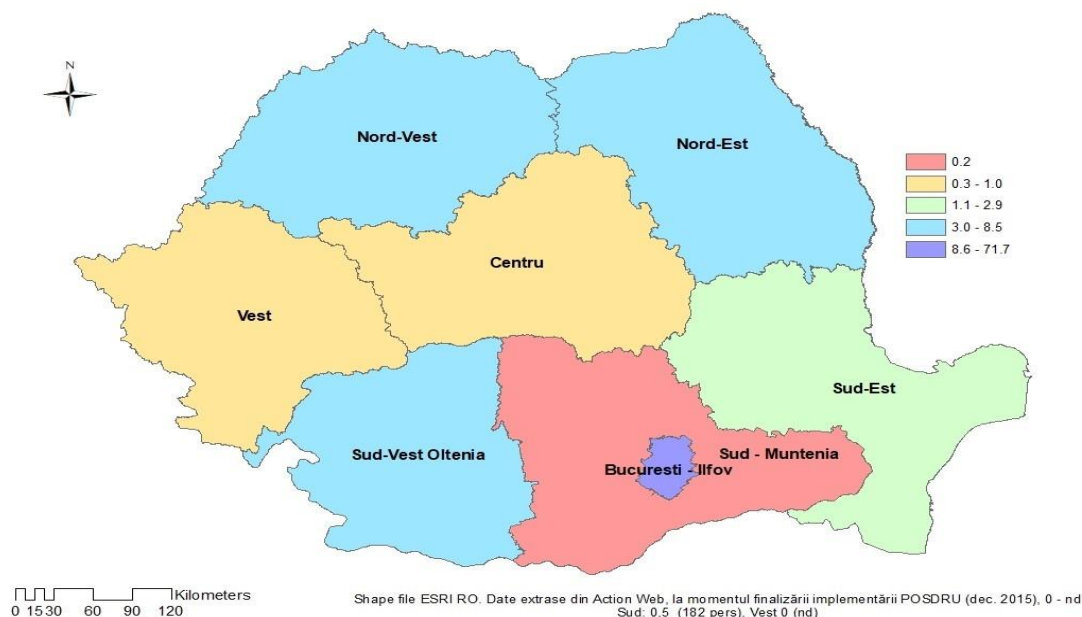 N
Nord-Vest
Nord-Est
0.2
0.3 - 1.0
1.1 - 2.9
3.0 - 8.5
8.6 - 71.7
Centru
Vest
Sud-Est
Sud-Vest Oltenia
Sud - Muntenia
Bucuresti - Ilfov
Kilometers
0 15 30 60 90 120
Shape file ESRI RO. Date extrase din Action Web, la momentul finalizării implementării POSDRU (dec. 2015), 0 - nd
Sud: 0.5 (182 pers), Vest 0 (nd)